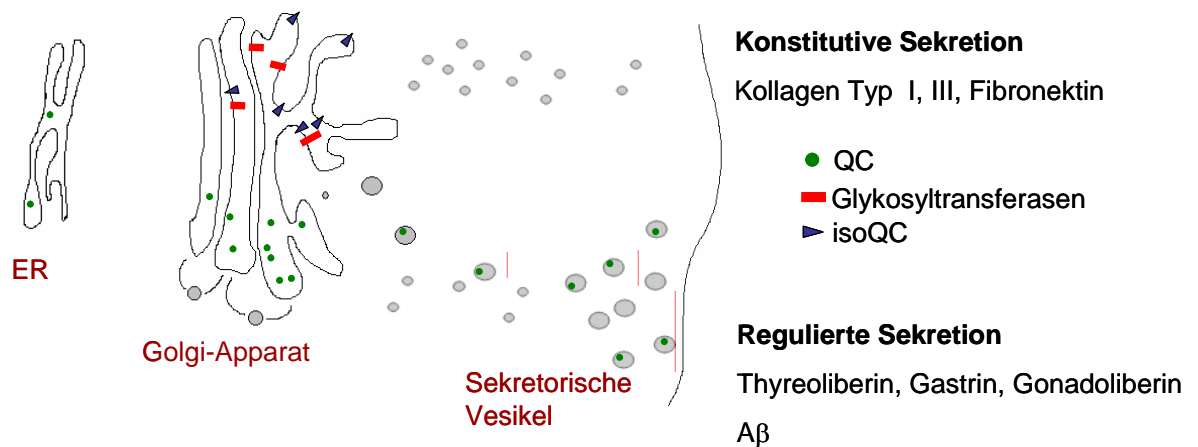 Konstitutive Sekretion
Kollagen Typ I, III, Fibronektin
QC
Glykosyltransferasen
isoQC
ER
Golgi-Apparat
Sekretorische
Vesikel
Regulierte Sekretion
Thyreoliberin, Gastrin, Gonadoliberin
Aβ